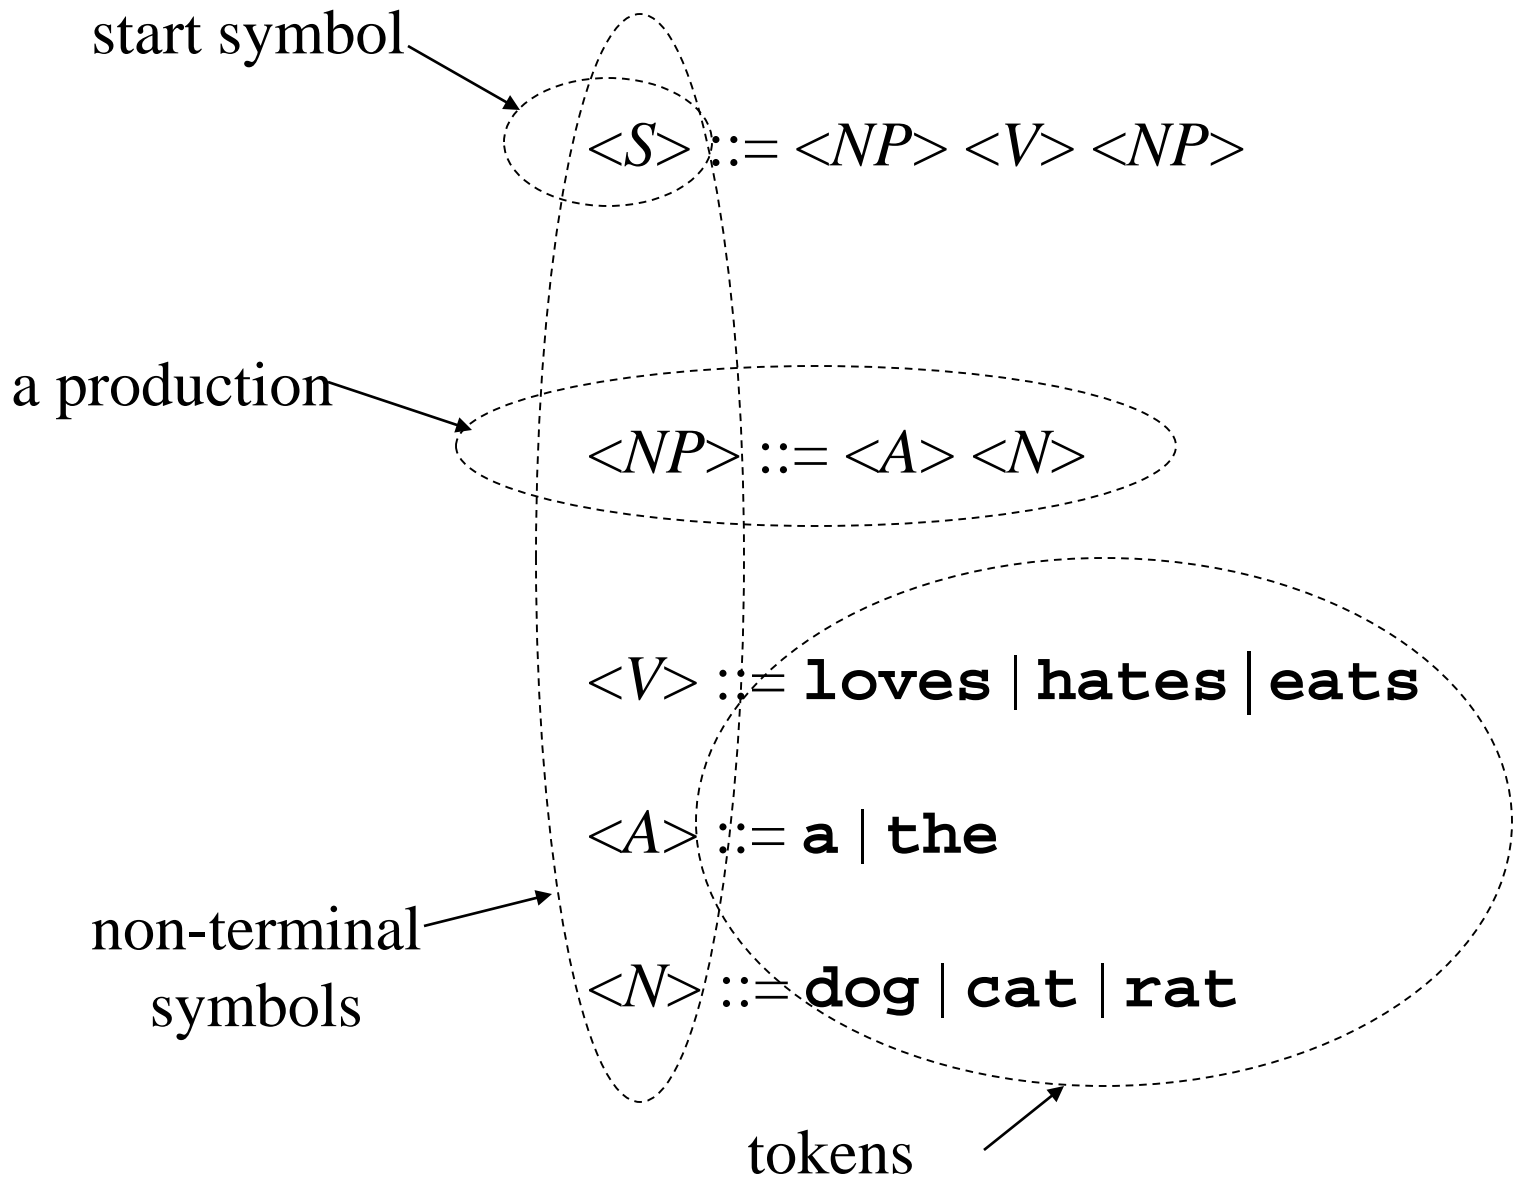 start symbol
<S> ::= <NP> <V> <NP>
a production
<NP> ::= <A> <N>
<V> ::= loves | hates | eats
<A> ::= a | the
non-terminal
symbols
<N> ::= dog | cat | rat
tokens